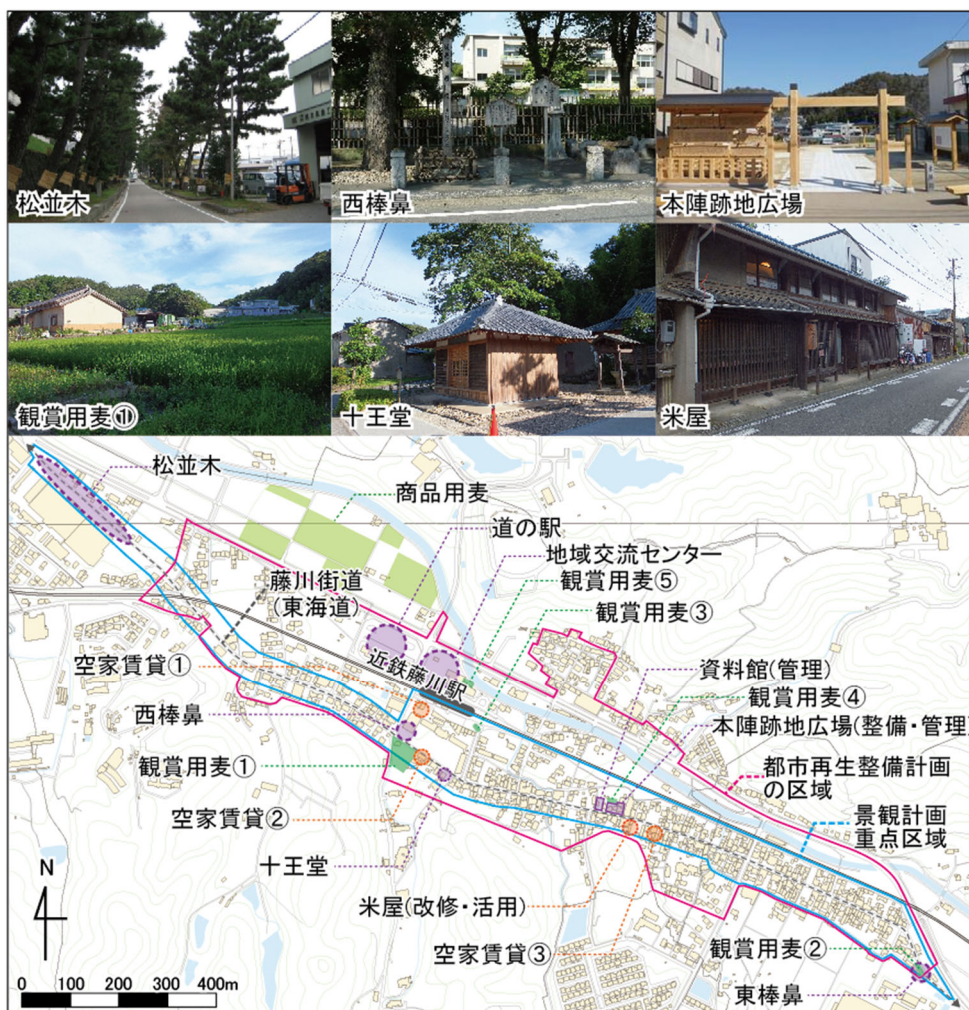 松並木
西棒鼻
本陣跡地広場
観賞用麦①
十王堂
米屋
松並木
商品用麦
道の駅
地域交流センター
観賞用麦⑤
藤川街道
(東海道)
観賞用麦③
空家賃貸①
近鉄藤川駅
資料館(管理)
観賞用麦④
本陣跡地広場(整備・管理)
西棒鼻
観賞用麦①
都市再生整備計画
の区域
空家賃貸②
景観計画
重点区域
十王堂
米屋(改修・活用)
空家賃貸③
観賞用麦②
東棒鼻
N
0 100 200 300 400m